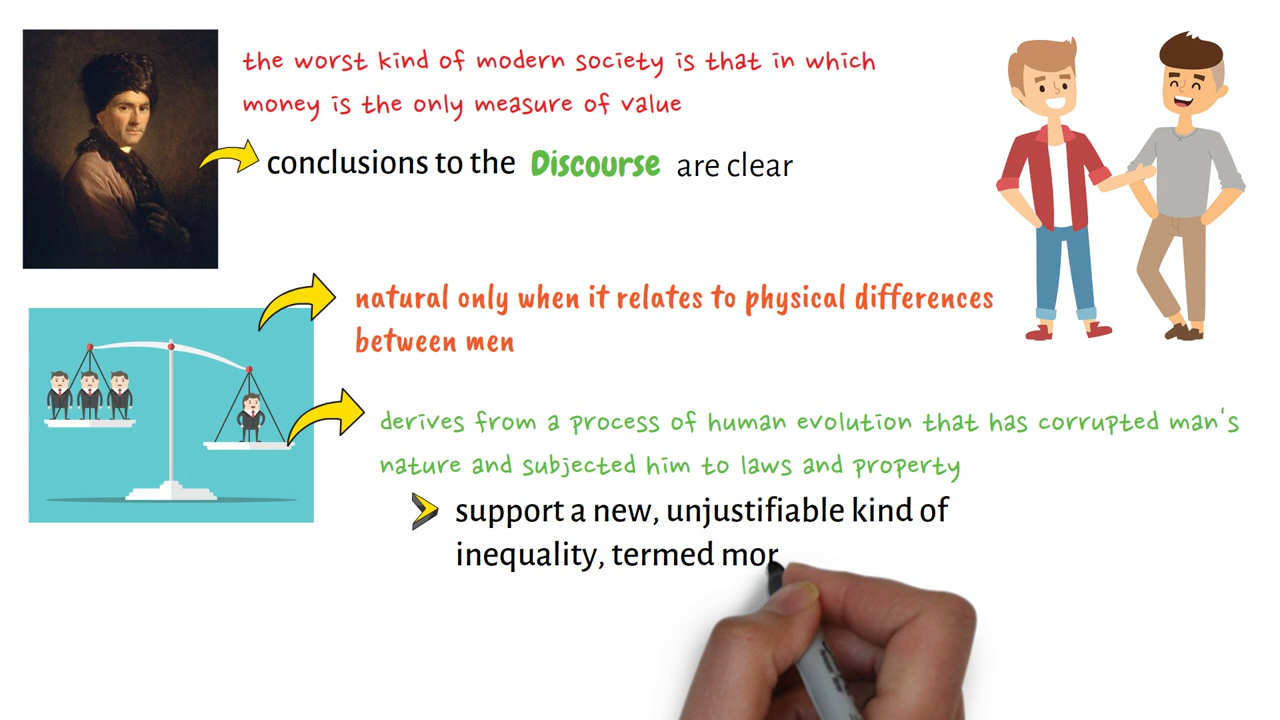 the worst kind of modern society is that in which
money is the only measure of value
conclusions to the Discourse are clear
natural only when it relates to physical differences
between men
derives from a process of human evolution that has corrupted man's
nature and subjected him to laws and property
support a new, unjustifiable kind of
inequality, termed mor